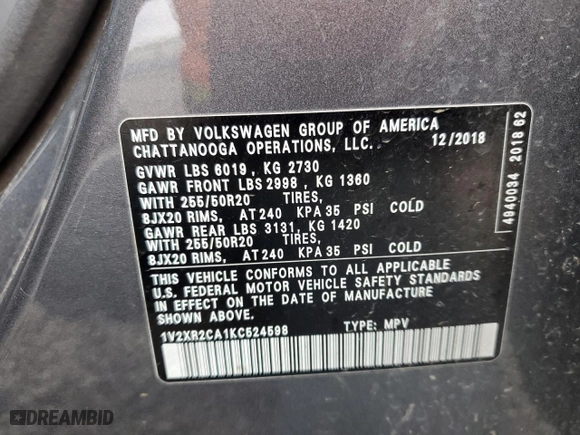 MFD BY VOLKSWAGEN GROUP OF AMERICA
CHATTANOOGA OPERATIONS, LLC. 12/2018
GVWR LBS 6019, KG 2730
GAWR FRONT LBS 2998, KG 1360
WITH 255/50R20 TIRES,
8JX20 RIMS, AT 240 KPA 35 PSI COLD
GAWR REAR LBS 3131, KG 1420
WITH 255/50R20 TIRES,
8JX20 RIMS, AT 240 KPA 35 PSI COLD
THIS VEHICLE CONFORMS TO ALL APPLICABLE
U.S. FEDERAL MOTOR VEHICLE SAFETY STANDARDS
IN EFFECT ON THE DATE OF MANUFACTURE
1V2XR2CA1KC524598 TYPE: MPV
4940034 2018 62
DREAMBID